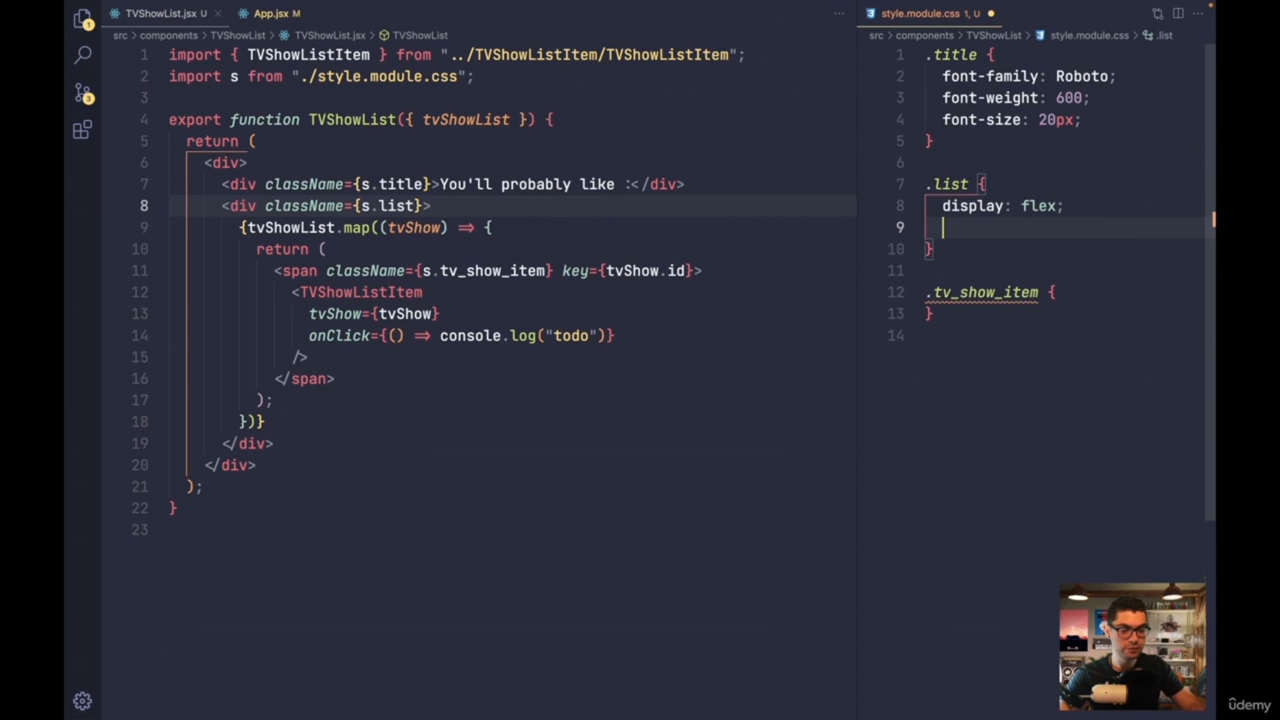 TVShowList.jsx U
App.jsx M
src > components > TVShowList > TVShowList.jsx > TVShowList
1 import { TVShowListItem } from "../TVShowListItem/TVShowListItem";
2 import s from "./style.module.css";
3
4 export function TVShowList({ tvShowList }) {
5 return (
6 <div>
7 <div className={s.title}>You'll probably like :</div>
8 <div className={s.list}>
9 {tvShowList.map((tvShow) => {
10 return (
11 <span className={s.tv_show_item} key={tvShow.id}>
12 <TVShowListItem
13 tvShow={tvShow}
14 onClick={() => console.log("todo")}
15 />
16 </span>
17 );
18 })}
19 </div>
20 </div>
21 );
22 }
23
style.module.css 1, U
src > components > TVShowList > style.module.css > .list
1 .title {
2 font-family: Roboto;
3 font-weight: 600;
4 font-size: 20px;
5 }
6
7 .list {
8 display: flex;
9
10 }
11
12 .tv_show_item {
13 }
14
1
3
udemy